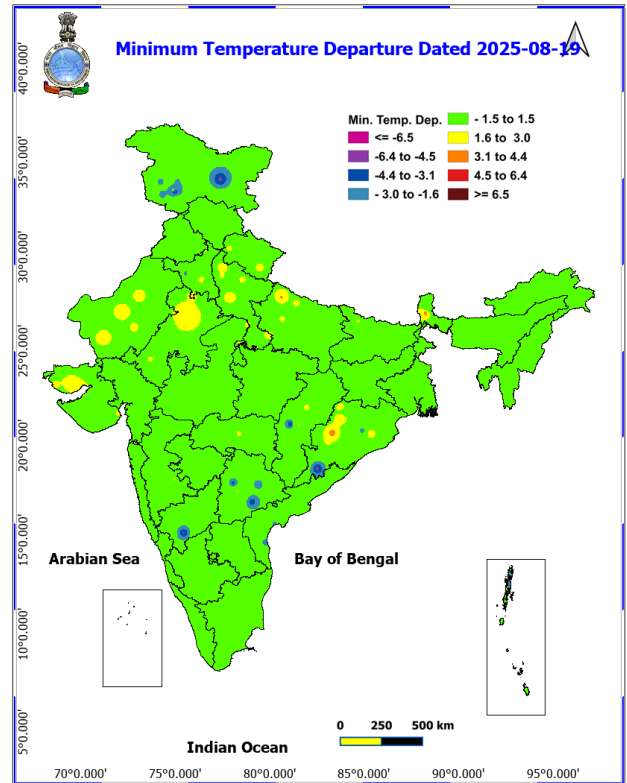 Minimum Temperature Departure Dated 2025-08-19
40°0.000'
Min. Temp. Dep.
<= -6.5
-6.4 to -4.5
-4.4 to -3.1
- 3.0 to -1.6
- 1.5 to 1.5
1.6 to 3.0
3.1 to 4.4
4.5 to 6.4
>= 6.5
35°0.000'
30°0.000'
25°0.000'
20°0.000'
15°0.000'
Arabian Sea
Bay of Bengal
10°0.000'
5°0.000'
0 250 500 km
Indian Ocean
70°0.000' 75°0.000' 80°0.000' 85°0.000' 90°0.000' 95°0.000'